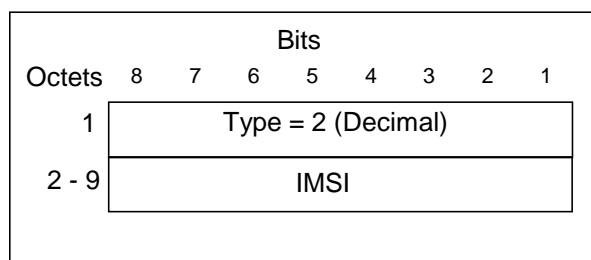 Bits
Octets 8 7 6 5 4 3 2 1
1 Type = 2 (Decimal)
2 - 9 IMSI